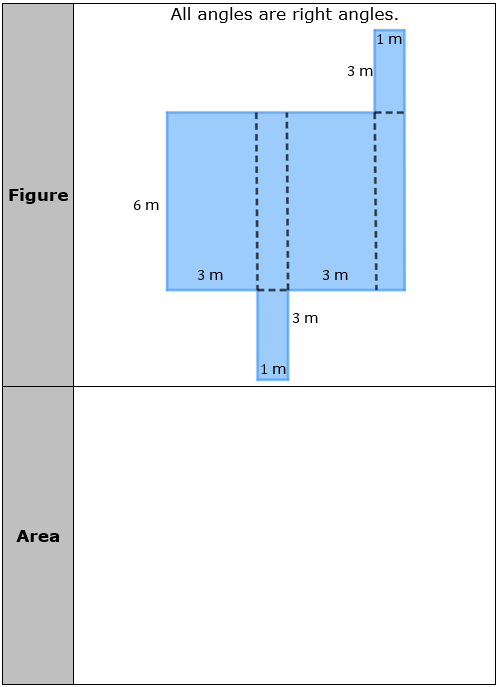 All angles are right angles.
1 m
3 m
Figure
6 m
3 m
3 m
3 m
1 m
Area